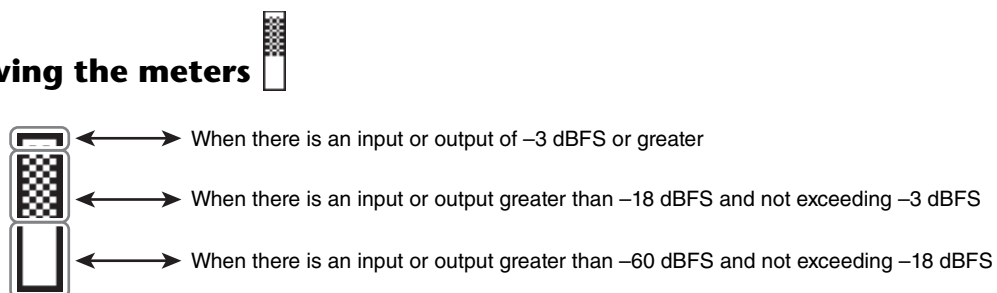 the meters
When there is an input or output of –3 dBFS or greater
When there is an input or output greater than –18 dBFS and not exceeding –3 dBFS
When there is an input or output greater than –60 dBFS and not exceeding –18 dBFS